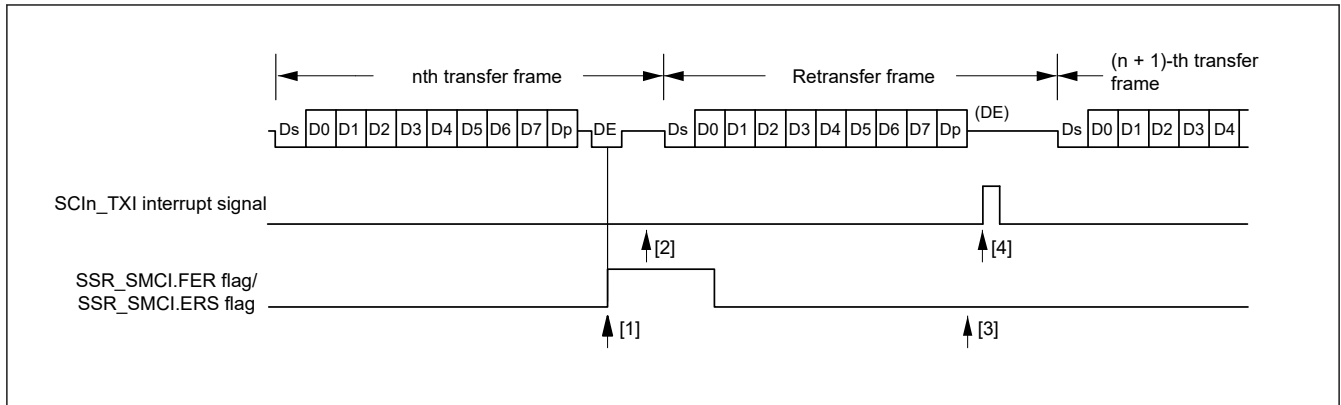 nth transfer frame
Retransfer frame
(n + 1)-th transfer
frame
Ds D0 D1 D2 D3 D4 D5 D6 D7 Dp DE Ds D0 D1 D2 D3 D4 D5 D6 D7 Dp (DE) Ds D0 D1 D2 D3 D4
SCIn_TXI interrupt signal
[2] [4]
SSR_SMCI.FER flag/
SSR_SMCI.ERS flag
[1] [3]